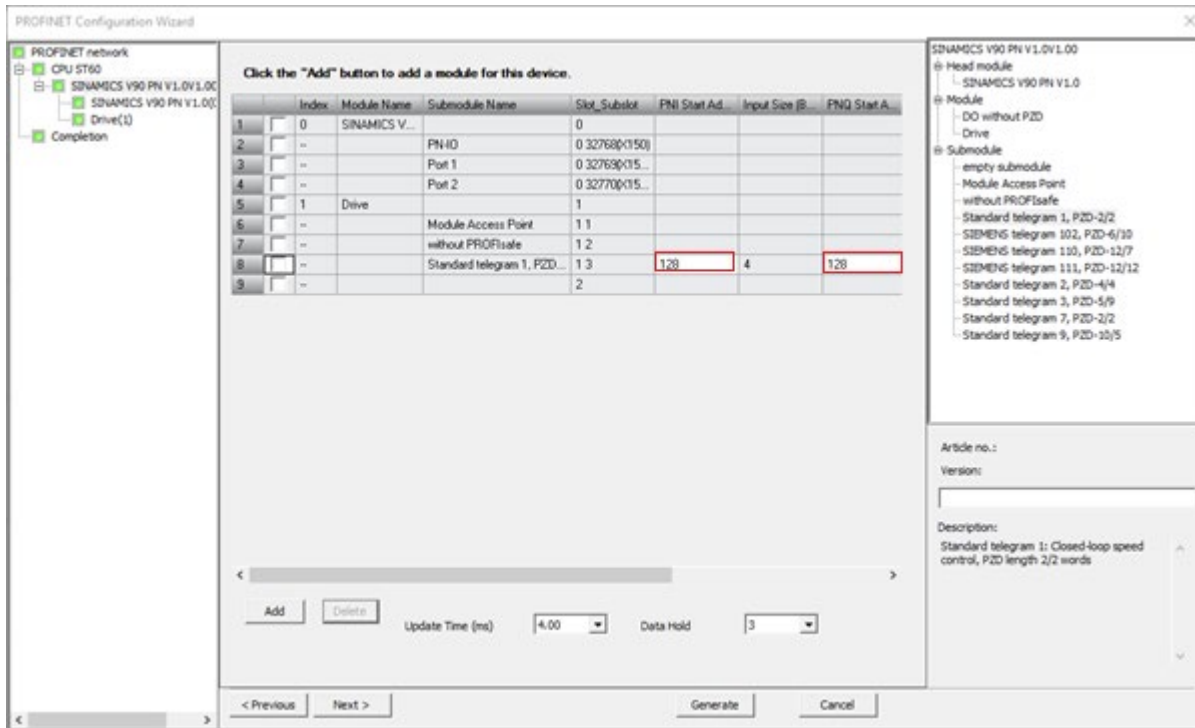 PROFINET Configuration Wizard
PROFINET network
CPU ST60
SINAMICS V90 PN V1.0V1.00
SINAMICS V90 PN V1.0(0
Drive(1)
Completion
Click the "Add" button to add a module for this device.
Index Module Name Submodule Name Slot_Subslot PNI Start Ad... Input Size (B... PNQ Start A...
1 0 SINAMICS V... 0
2 -- PN-IO 0 32768(X150)
3 -- Port 1 0 32769(X15...
4 -- Port 2 0 32770(X15...
5 1 Drive 1
6 -- Module Access Point 1 1
7 -- without PROFIsafe 1 2
8 -- Standard telegram 1, PZD... 1 3 128 4 128
9 -- 2
Add Delete Update Time (ms) 4.00 Data Hold 3
< Previous Next > Generate Cancel
SINAMICS V90 PN V1.0V1.00
Head module
SINAMICS V90 PN V1.0
Module
DO without PZD
Drive
Submodule
empty submodule
Module Access Point
without PROFIsafe
Standard telegram 1, PZD-2/2
SIEMENS telegram 102, PZD-6/10
SIEMENS telegram 110, PZD-12/7
SIEMENS telegram 111, PZD-12/12
Standard telegram 2, PZD-4/4
Standard telegram 3, PZD-5/9
Standard telegram 7, PZD-2/2
Standard telegram 9, PZD-10/5
Article no.:
Version:
Description:
Standard telegram 1: Closed-loop speed
control, PZD length 2/2 words